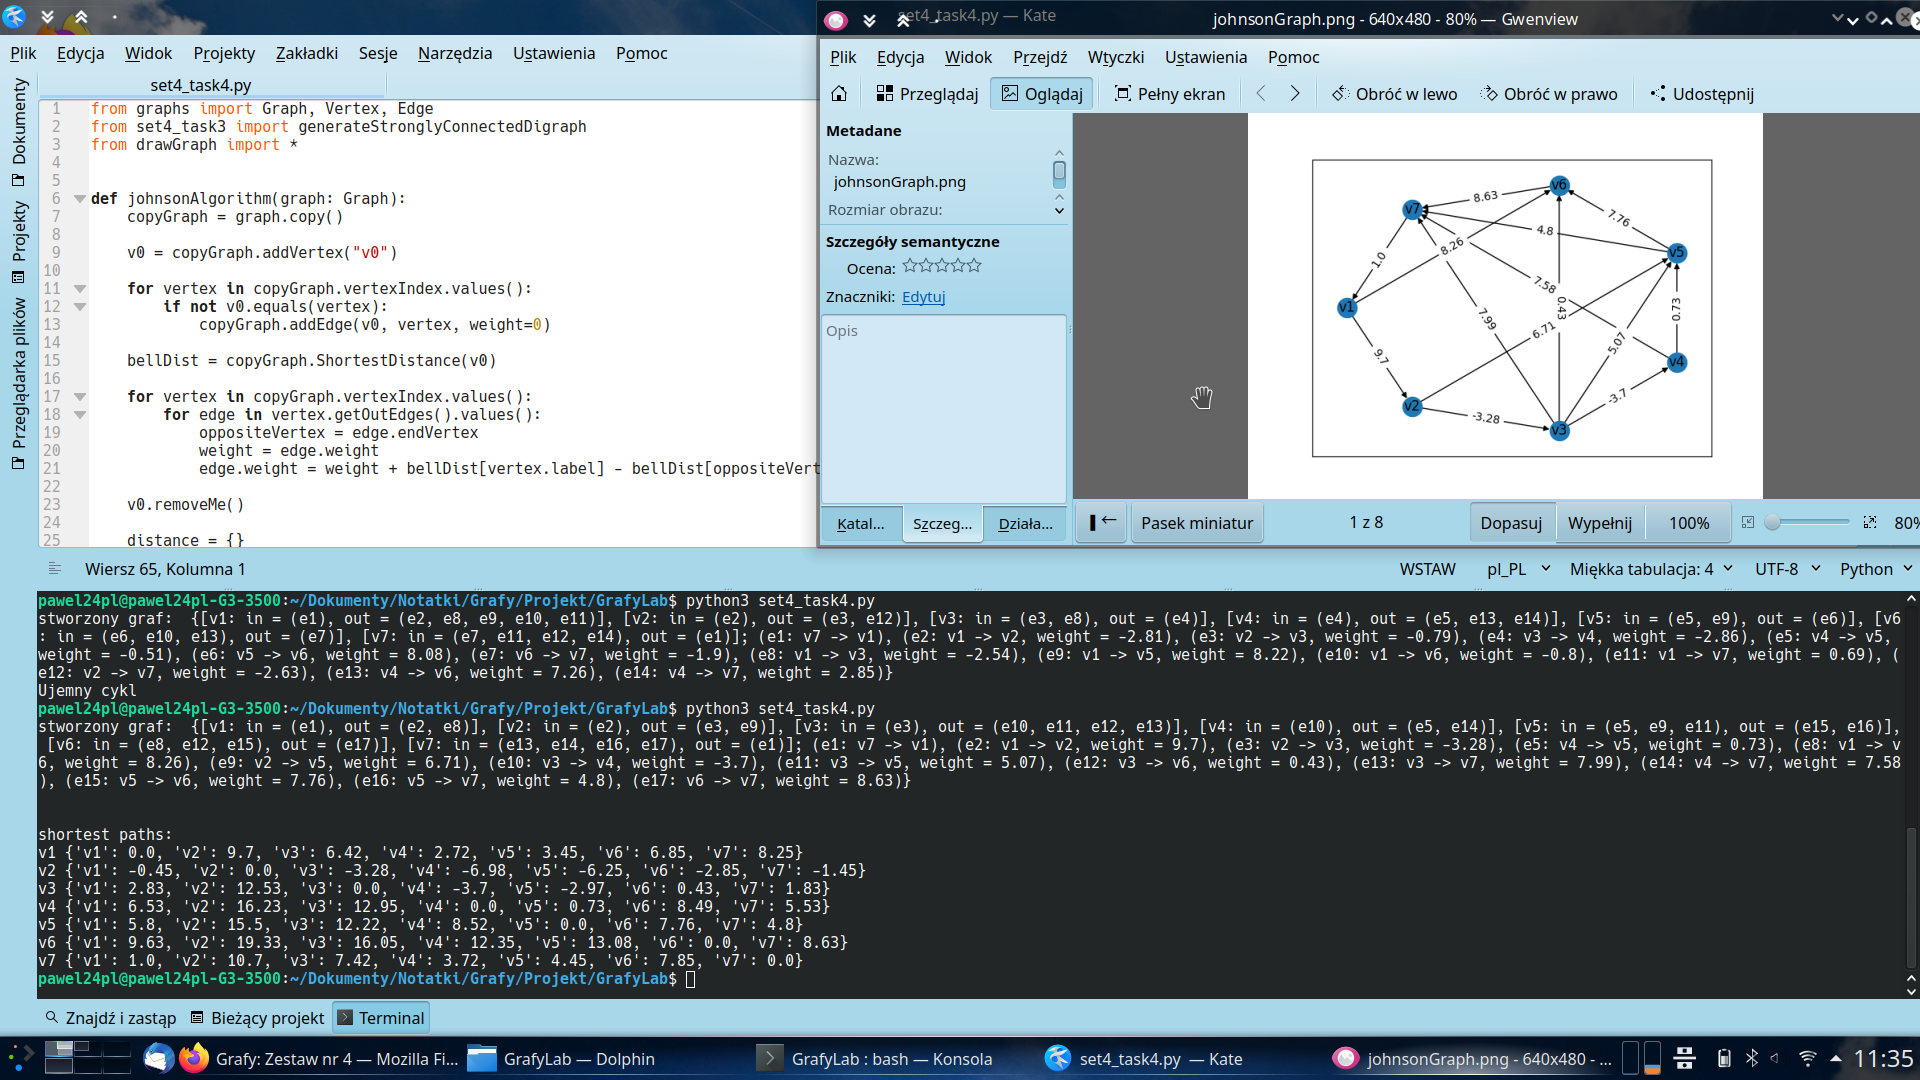 set4_task4.py — Kate
johnsonGraph.png - 640x480 - 80% — Gwenview
Plik Edycja Widok Projekty Zakładki Sesje Narzędzia Ustawienia Pomoc
set4_task4.py
Dokumenty
Projekty
Przeglądarka plików
1 from graphs import Graph, Vertex, Edge
2 from set4_task3 import generateStronglyConnectedDigraph
3 from drawGraph import *
4
5
6 def johnsonAlgorithm(graph: Graph):
7 copyGraph = graph.copy()
8
9 v0 = copyGraph.addVertex("v0")
10
11 for vertex in copyGraph.vertexIndex.values():
12 if not v0.equals(vertex):
13 copyGraph.addEdge(v0, vertex, weight=0)
14
15 bellDist = copyGraph.ShortestDistance(v0)
16
17 for vertex in copyGraph.vertexIndex.values():
18 for edge in vertex.getOutEdges().values():
19 oppositeVertex = edge.endVertex
20 weight = edge.weight
21 edge.weight = weight + bellDist[vertex.label] - bellDist[oppositeVert
22
23 v0.removeMe()
24
25 distance = {}
Plik Edycja Widok Przejdź Wtyczki Ustawienia Pomoc
Przeglądaj Oglądaj Pełny ekran Obróć w lewo Obróć w prawo Udostępnij
Metadane
Nazwa:
johnsonGraph.png
Rozmiar obrazu:
Szczegóły semantyczne
Ocena:
Znaczniki: Edytuj
Opis
Katal... Szczeg... Działa...
v6
8.63
v7
7.76
4.8
8.26
v5
1.0
7.58
v1
0.43
0.73
7.99
6.71
5.07
9.7
v4
-3.7
v2
-3.28
v3
Pasek miniatur 1 z 8 Dopasuj Wypełnij 100% 80%
Wiersz 65, Kolumna 1 WSTAW pl_PL Miękka tabulacja: 4 UTF-8 Python
pawel24pl@pawel24pl-G3-3500:~/Dokumenty/Notatki/Grafy/Projekt/GrafyLab$ python3 set4_task4.py
stworzony graf: {[v1: in = (e1), out = (e2, e8, e9, e10, e11)], [v2: in = (e2), out = (e3, e12)], [v3: in = (e3, e8), out = (e4)], [v4: in = (e4), out = (e5, e13, e14)], [v5: in = (e5, e9), out = (e6)], [v6
: in = (e6, e10, e13), out = (e7)], [v7: in = (e7, e11, e12, e14), out = (e1)]; (e1: v7 -> v1), (e2: v1 -> v2, weight = -2.81), (e3: v2 -> v3, weight = -0.79), (e4: v3 -> v4, weight = -2.86), (e5: v4 -> v5,
weight = -0.51), (e6: v5 -> v6, weight = 8.08), (e7: v6 -> v7, weight = -1.9), (e8: v1 -> v3, weight = -2.54), (e9: v1 -> v5, weight = 8.22), (e10: v1 -> v6, weight = -0.8), (e11: v1 -> v7, weight = 0.69), (
e12: v2 -> v7, weight = -2.63), (e13: v4 -> v6, weight = 7.26), (e14: v4 -> v7, weight = 2.85)}
Ujemny cykl
pawel24pl@pawel24pl-G3-3500:~/Dokumenty/Notatki/Grafy/Projekt/GrafyLab$ python3 set4_task4.py
stworzony graf: {[v1: in = (e1), out = (e2, e8)], [v2: in = (e2), out = (e3, e9)], [v3: in = (e3), out = (e10, e11, e12, e13)], [v4: in = (e10), out = (e5, e14)], [v5: in = (e5, e9, e11), out = (e15, e16)],
[v6: in = (e8, e12, e15), out = (e17)], [v7: in = (e13, e14, e16, e17), out = (e1)]; (e1: v7 -> v1), (e2: v1 -> v2, weight = 9.7), (e3: v2 -> v3, weight = -3.28), (e5: v4 -> v5, weight = 0.73), (e8: v1 -> v
6, weight = 8.26), (e9: v2 -> v5, weight = 6.71), (e10: v3 -> v4, weight = -3.7), (e11: v3 -> v5, weight = 5.07), (e12: v3 -> v6, weight = 0.43), (e13: v3 -> v7, weight = 7.99), (e14: v4 -> v7, weight = 7.58
), (e15: v5 -> v6, weight = 7.76), (e16: v5 -> v7, weight = 4.8), (e17: v6 -> v7, weight = 8.63)}
shortest paths:
v1 {'v1': 0.0, 'v2': 9.7, 'v3': 6.42, 'v4': 2.72, 'v5': 3.45, 'v6': 6.85, 'v7': 8.25}
v2 {'v1': -0.45, 'v2': 0.0, 'v3': -3.28, 'v4': -6.98, 'v5': -6.25, 'v6': -2.85, 'v7': -1.45}
v3 {'v1': 2.83, 'v2': 12.53, 'v3': 0.0, 'v4': -3.7, 'v5': -2.97, 'v6': 0.43, 'v7': 1.83}
v4 {'v1': 6.53, 'v2': 16.23, 'v3': 12.95, 'v4': 0.0, 'v5': 0.73, 'v6': 8.49, 'v7': 5.53}
v5 {'v1': 5.8, 'v2': 15.5, 'v3': 12.22, 'v4': 8.52, 'v5': 0.0, 'v6': 7.76, 'v7': 4.8}
v6 {'v1': 9.63, 'v2': 19.33, 'v3': 16.05, 'v4': 12.35, 'v5': 13.08, 'v6': 0.0, 'v7': 8.63}
v7 {'v1': 1.0, 'v2': 10.7, 'v3': 7.42, 'v4': 3.72, 'v5': 4.45, 'v6': 7.85, 'v7': 0.0}
pawel24pl@pawel24pl-G3-3500:~/Dokumenty/Notatki/Grafy/Projekt/GrafyLab$
Znajdź i zastąp Bieżący projekt Terminal
Grafy: Zestaw nr 4 — Mozilla Fi... GrafyLab — Dolphin GrafyLab : bash — Konsola set4_task4.py — Kate johnsonGraph.png - 640x480 - ... 11:35